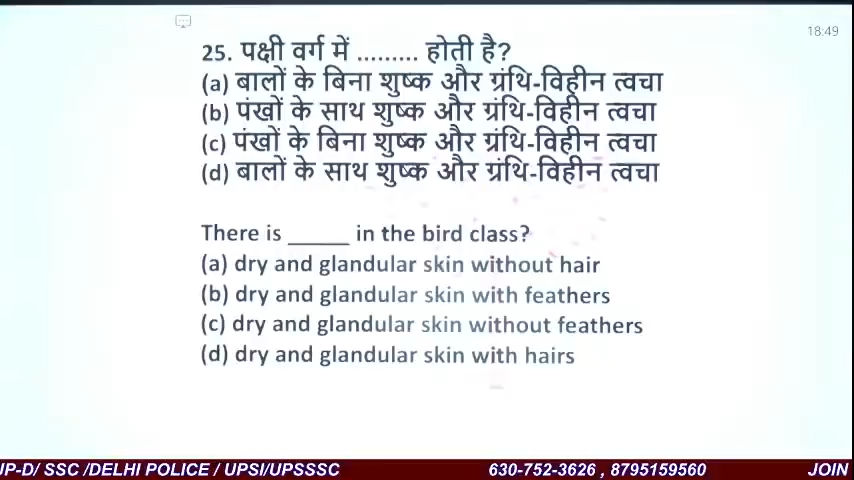 18:49
25. पक्षी वर्ग में ......... होती है?
(a) बालों के बिना शुष्क और ग्रंथि-विहीन त्वचा
(b) पंखों के साथ शुष्क और ग्रंथि-विहीन त्वचा
(c) पंखों के बिना शुष्क और ग्रंथि-विहीन त्वचा
(d) बालों के साथ शुष्क और ग्रंथि-विहीन त्वचा
There is _____ in the bird class?
(a) dry and glandular skin without hair
(b) dry and glandular skin with feathers
(c) dry and glandular skin without feathers
(d) dry and glandular skin with hairs
IP-D/ SSC /DELHI POLICE / UPSI/UPSSSC 630-752-3626 , 8795159560 JOIN